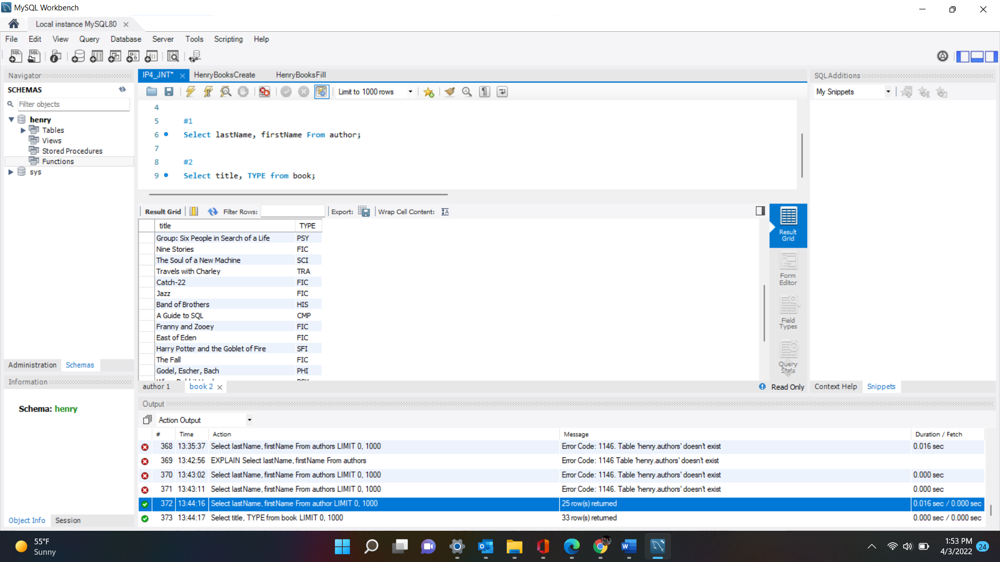 MySQL Workbench
Local instance MySQL80
File Edit View Query Database Server Tools Scripting Help
Navigator
SCHEMAS
Filter objects
henry
Tables
Views
Stored Procedures
Functions
sys
Administration Schemas
Information
Schema: henry
Object Info Session
IP4_JNT* HenryBooksCreate HenryBooksFill
Limit to 1000 rows
4
5 #1
6 Select lastName, firstName From author;
7
8 #2
9 Select title, TYPE from book;
Result Grid Filter Rows: Export: Wrap Cell Content:
title TYPE
Group: Six People in Search of a Life PSY
Nine Stories FIC
The Soul of a New Machine SCI
Travels with Charley TRA
Catch-22 FIC
Jazz FIC
Band of Brothers HIS
A Guide to SQL CMP
Franny and Zooey FIC
East of Eden FIC
Harry Potter and the Goblet of Fire SFI
The Fall FIC
Godel, Escher, Bach PHI
author 1 book 2
Read Only
Result
Grid
Form
Editor
Field
Types
Query
Stats
SQLAdditions
My Snippets
Context Help Snippets
Output
Action Output
# Time Action Message Duration / Fetch
368 13:35:37 Select lastName, firstName From authors LIMIT 0, 1000 Error Code: 1146. Table 'henry.authors' doesn't exist 0.016 sec
369 13:42:56 EXPLAIN Select lastName, firstName From authors Error Code: 1146 Table 'henry.authors' doesn't exist
370 13:43:02 Select lastName, firstName From authors LIMIT 0, 1000 Error Code: 1146. Table 'henry.authors' doesn't exist 0.000 sec
371 13:43:11 Select lastName, firstName From authors LIMIT 0, 1000 Error Code: 1146. Table 'henry.authors' doesn't exist 0.000 sec
372 13:44:16 Select lastName, firstName From author LIMIT 0, 1000 25 row(s) returned 0.016 sec / 0.000 sec
373 13:44:17 Select title, TYPE from book LIMIT 0, 1000 33 row(s) returned 0.000 sec / 0.000 sec
55°F
Sunny
1:53 PM
4/3/2022
24